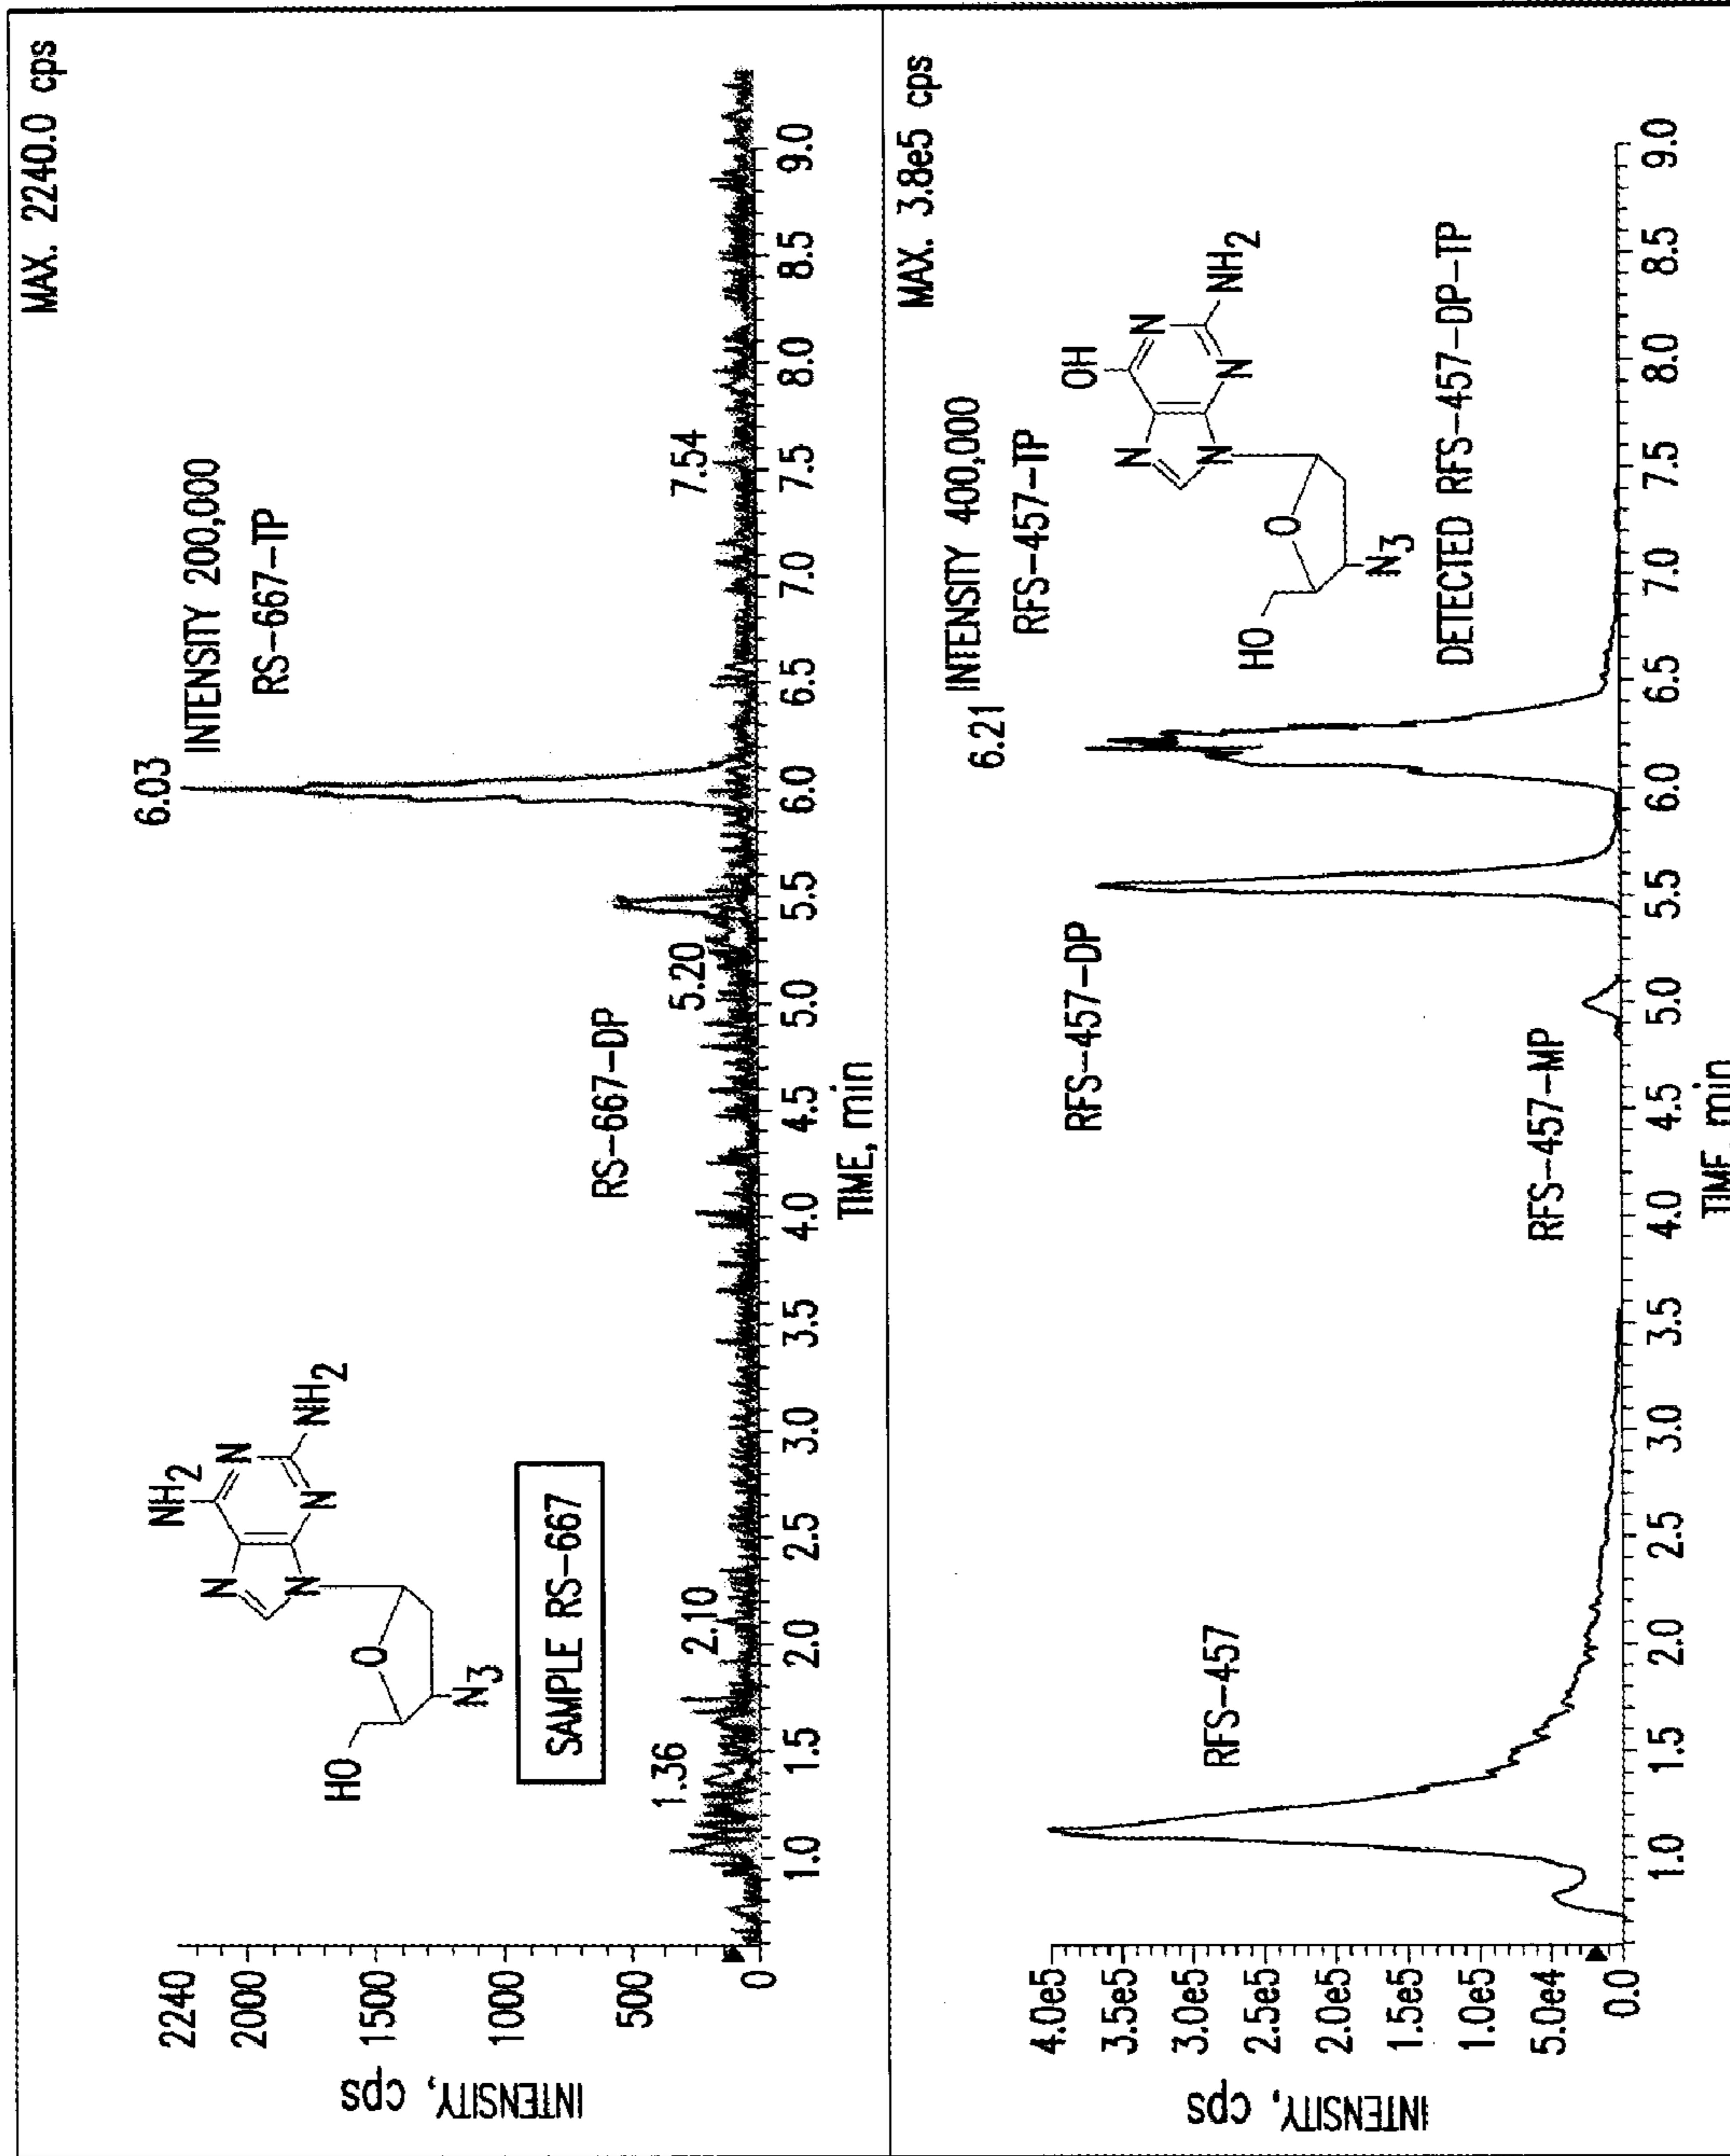 MAX. 2240.0 cps
6.03
INTENSITY 200,000
RS-667-TP
NH2
N
N
N
N
NH2
O
HO
N3
SAMPLE RS-667
RS-667-DP
1.36
2.10
5.20
7.54
2240
2000
1500
1000
500
0
INTENSITY, cps
1.0 1.5 2.0 2.5 3.0 3.5 4.0 4.5 5.0 5.5 6.0 6.5 7.0 7.5 8.0 8.5 9.0
TIME, min
MAX. 3.8e5 cps
6.21
INTENSITY 400,000
RFS-457-TP
OH
N
N
N
N
NH2
O
HO
N3
DETECTED RFS-457-DP-TP
RFS-457-DP
RFS-457
RFS-457-MP
4.0e5
3.5e5
3.0e5
2.5e5
2.0e5
1.5e5
1.0e5
5.0e4
0.0
INTENSITY, cps
1.0 1.5 2.0 2.5 3.0 3.5 4.0 4.5 5.0 5.5 6.0 6.5 7.0 7.5 8.0 8.5 9.0
TIME, min